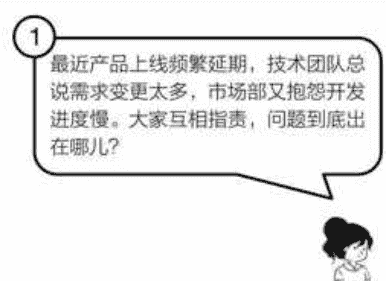 1
最近产品上线频繁延期，技术团队总
说需求变更太多，市场部又抱怨开发
进度慢。大家互相指责，问题到底出
在哪儿？